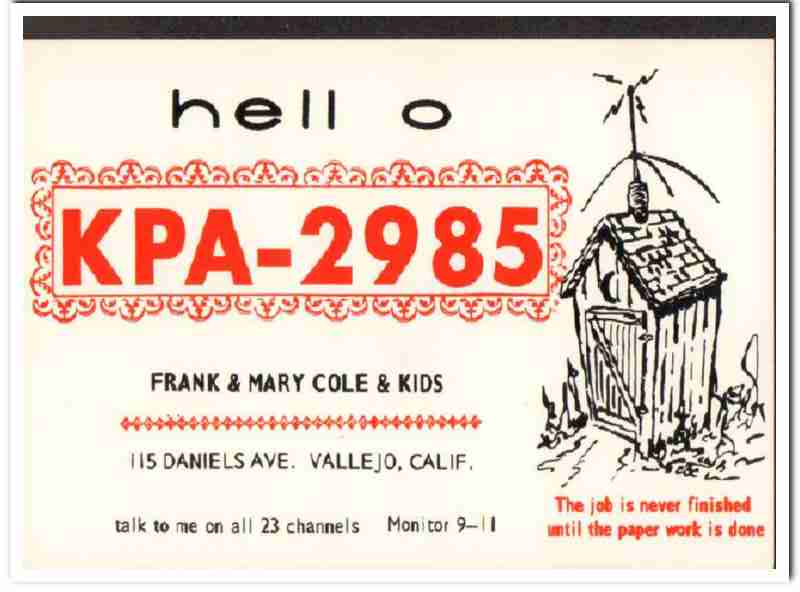 hell o
KPA-2985
FRANK & MARY COLE & KIDS
115 DANIELS AVE. VALLEJO, CALIF.
talk to me on all 23 channels Monitor 9-11
The job is never finished
until the paper work is done